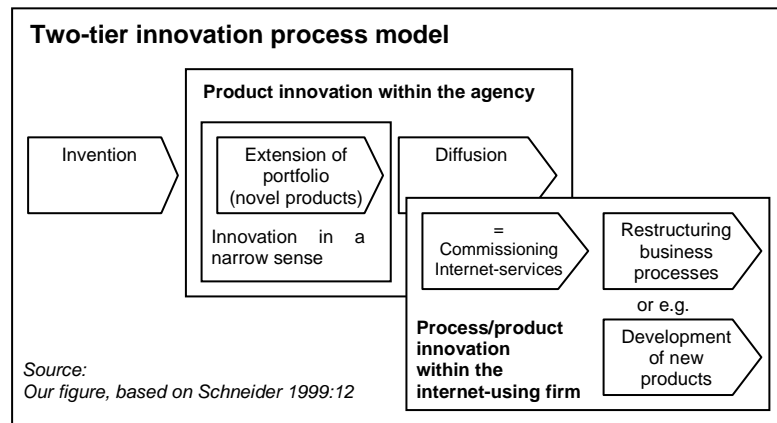 Two-tier innovation process model
Product innovation within the agency
Invention
Extension of
portfolio
(novel products)
Diffusion
Innovation in a
narrow sense
=
Commissioning
Internet-services
Restructuring
business
processes
or e.g.
Process/product
innovation
within the
internet-using firm
Development
of new
products
Source:
Our figure, based on Schneider 1999:12